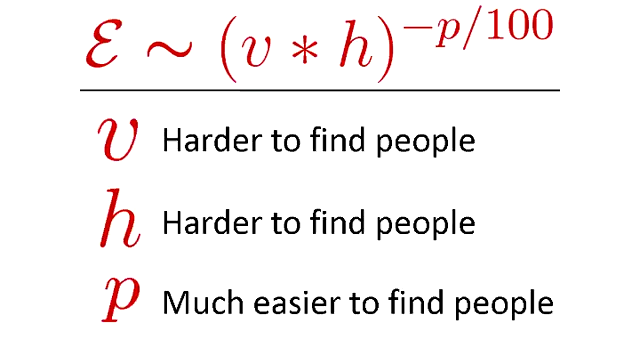 ℰ ∼ (v ∗ h)^{−p/100}
v Harder to find people
h Harder to find people
p Much easier to find people